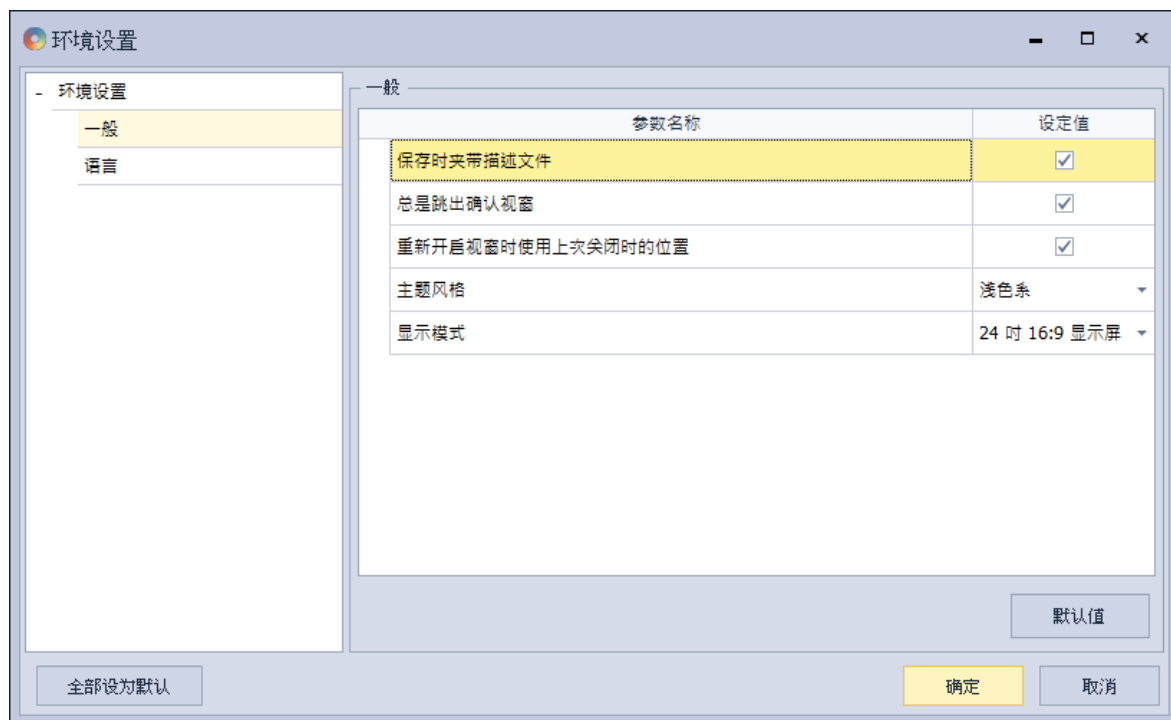 环境设置
- 环境设置
一般
语言
一般
参数名称 设定值
保存时夹带描述文件
总是跳出确认视窗
重新开启视窗时使用上次关闭时的位置
主题风格 浅色系
显示模式 24 吋 16:9 显示屏
默认值
全部设为默认 确定 取消